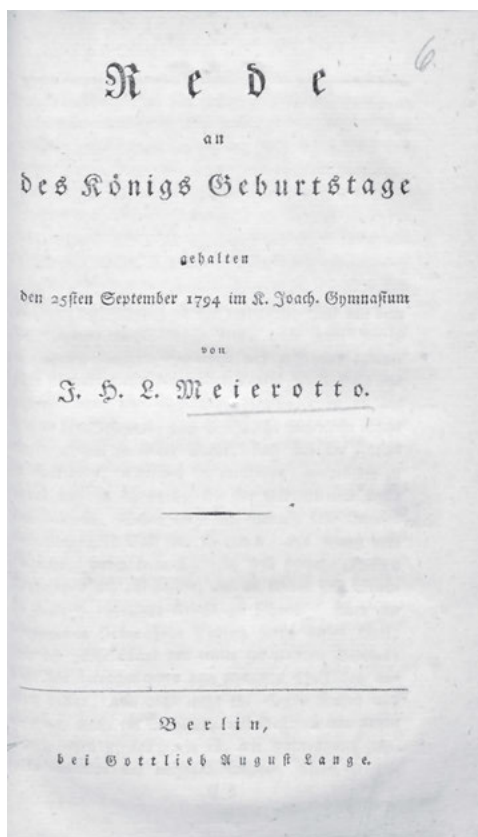 6.
Rede
an
des Königs Geburtstage
gehalten
den 25sten September 1794 im K. Joach. Gymnasium
von
J. H. L. Meierotto.
Berlin,
bei Gottlieb August Lange.